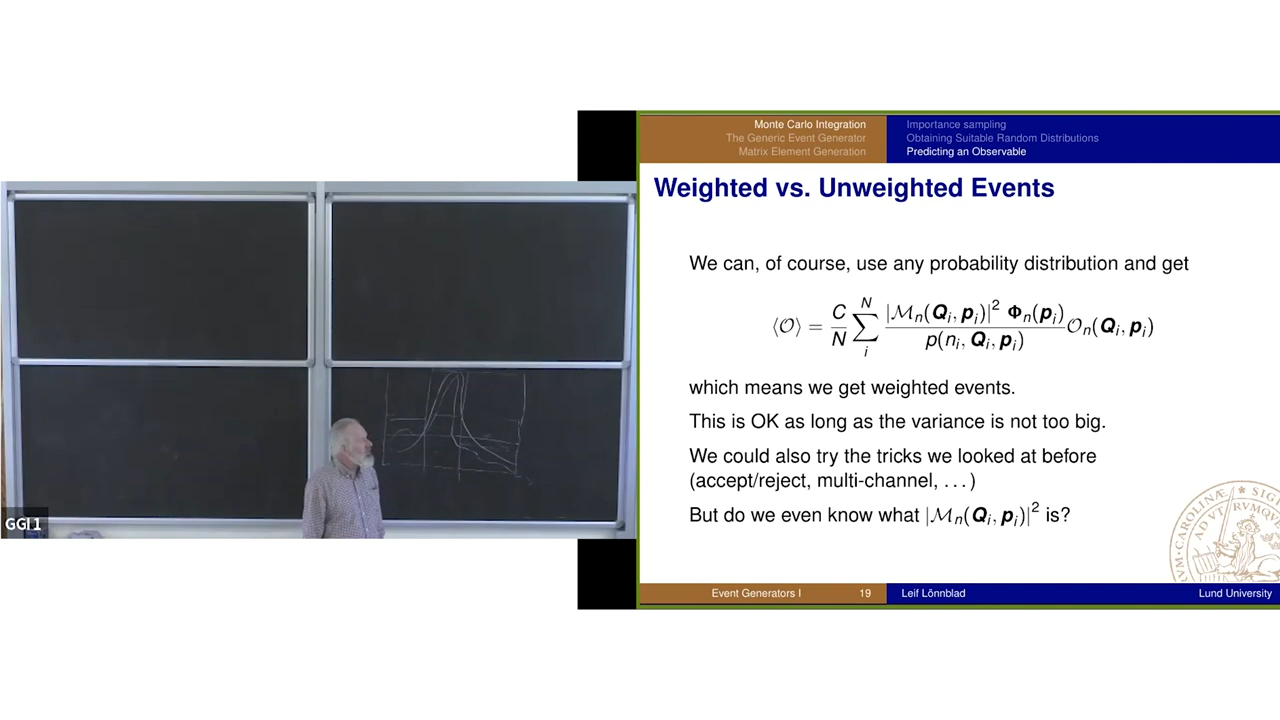 Monte Carlo Integration
The Generic Event Generator
Matrix Element Generation
Importance sampling
Obtaining Suitable Random Distributions
Predicting an Observable
Weighted vs. Unweighted Events
We can, of course, use any probability distribution and get
⟨𝒪⟩ = C/N ∑_i^N |ℳ_n(Q_i, p_i)|² Φ_n(p_i) / p(n_i, Q_i, p_i) 𝒪_n(Q_i, p_i)
which means we get weighted events.
This is OK as long as the variance is not too big.
We could also try the tricks we looked at before
(accept/reject, multi-channel, ...)
But do we even know what |ℳ_n(Q_i, p_i)|² is?
GGI 1
Event Generators I 19 Leif Lönnblad Lund University